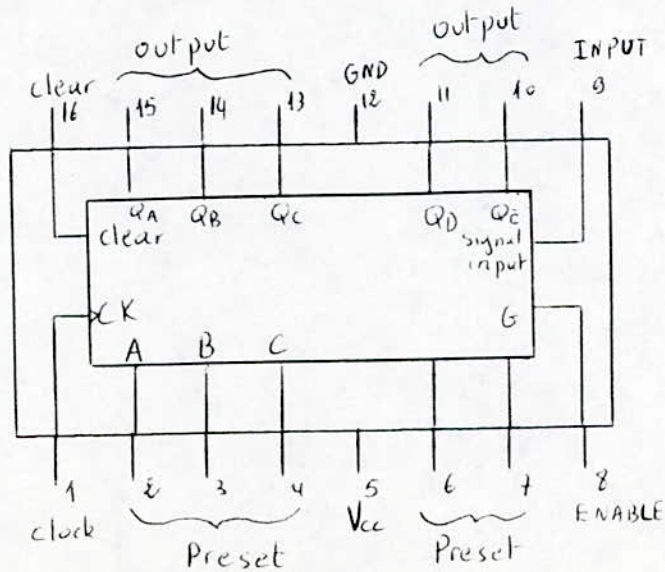 output
output
clear
GND
INPUT
16 15 14 13 12 11 10 9
QA QB QC QD QC
clear
signal
input
CK
G
A B C
1 2 3 4 5 6 7 8
clock
Vcc
ENABLE
Preset
Preset